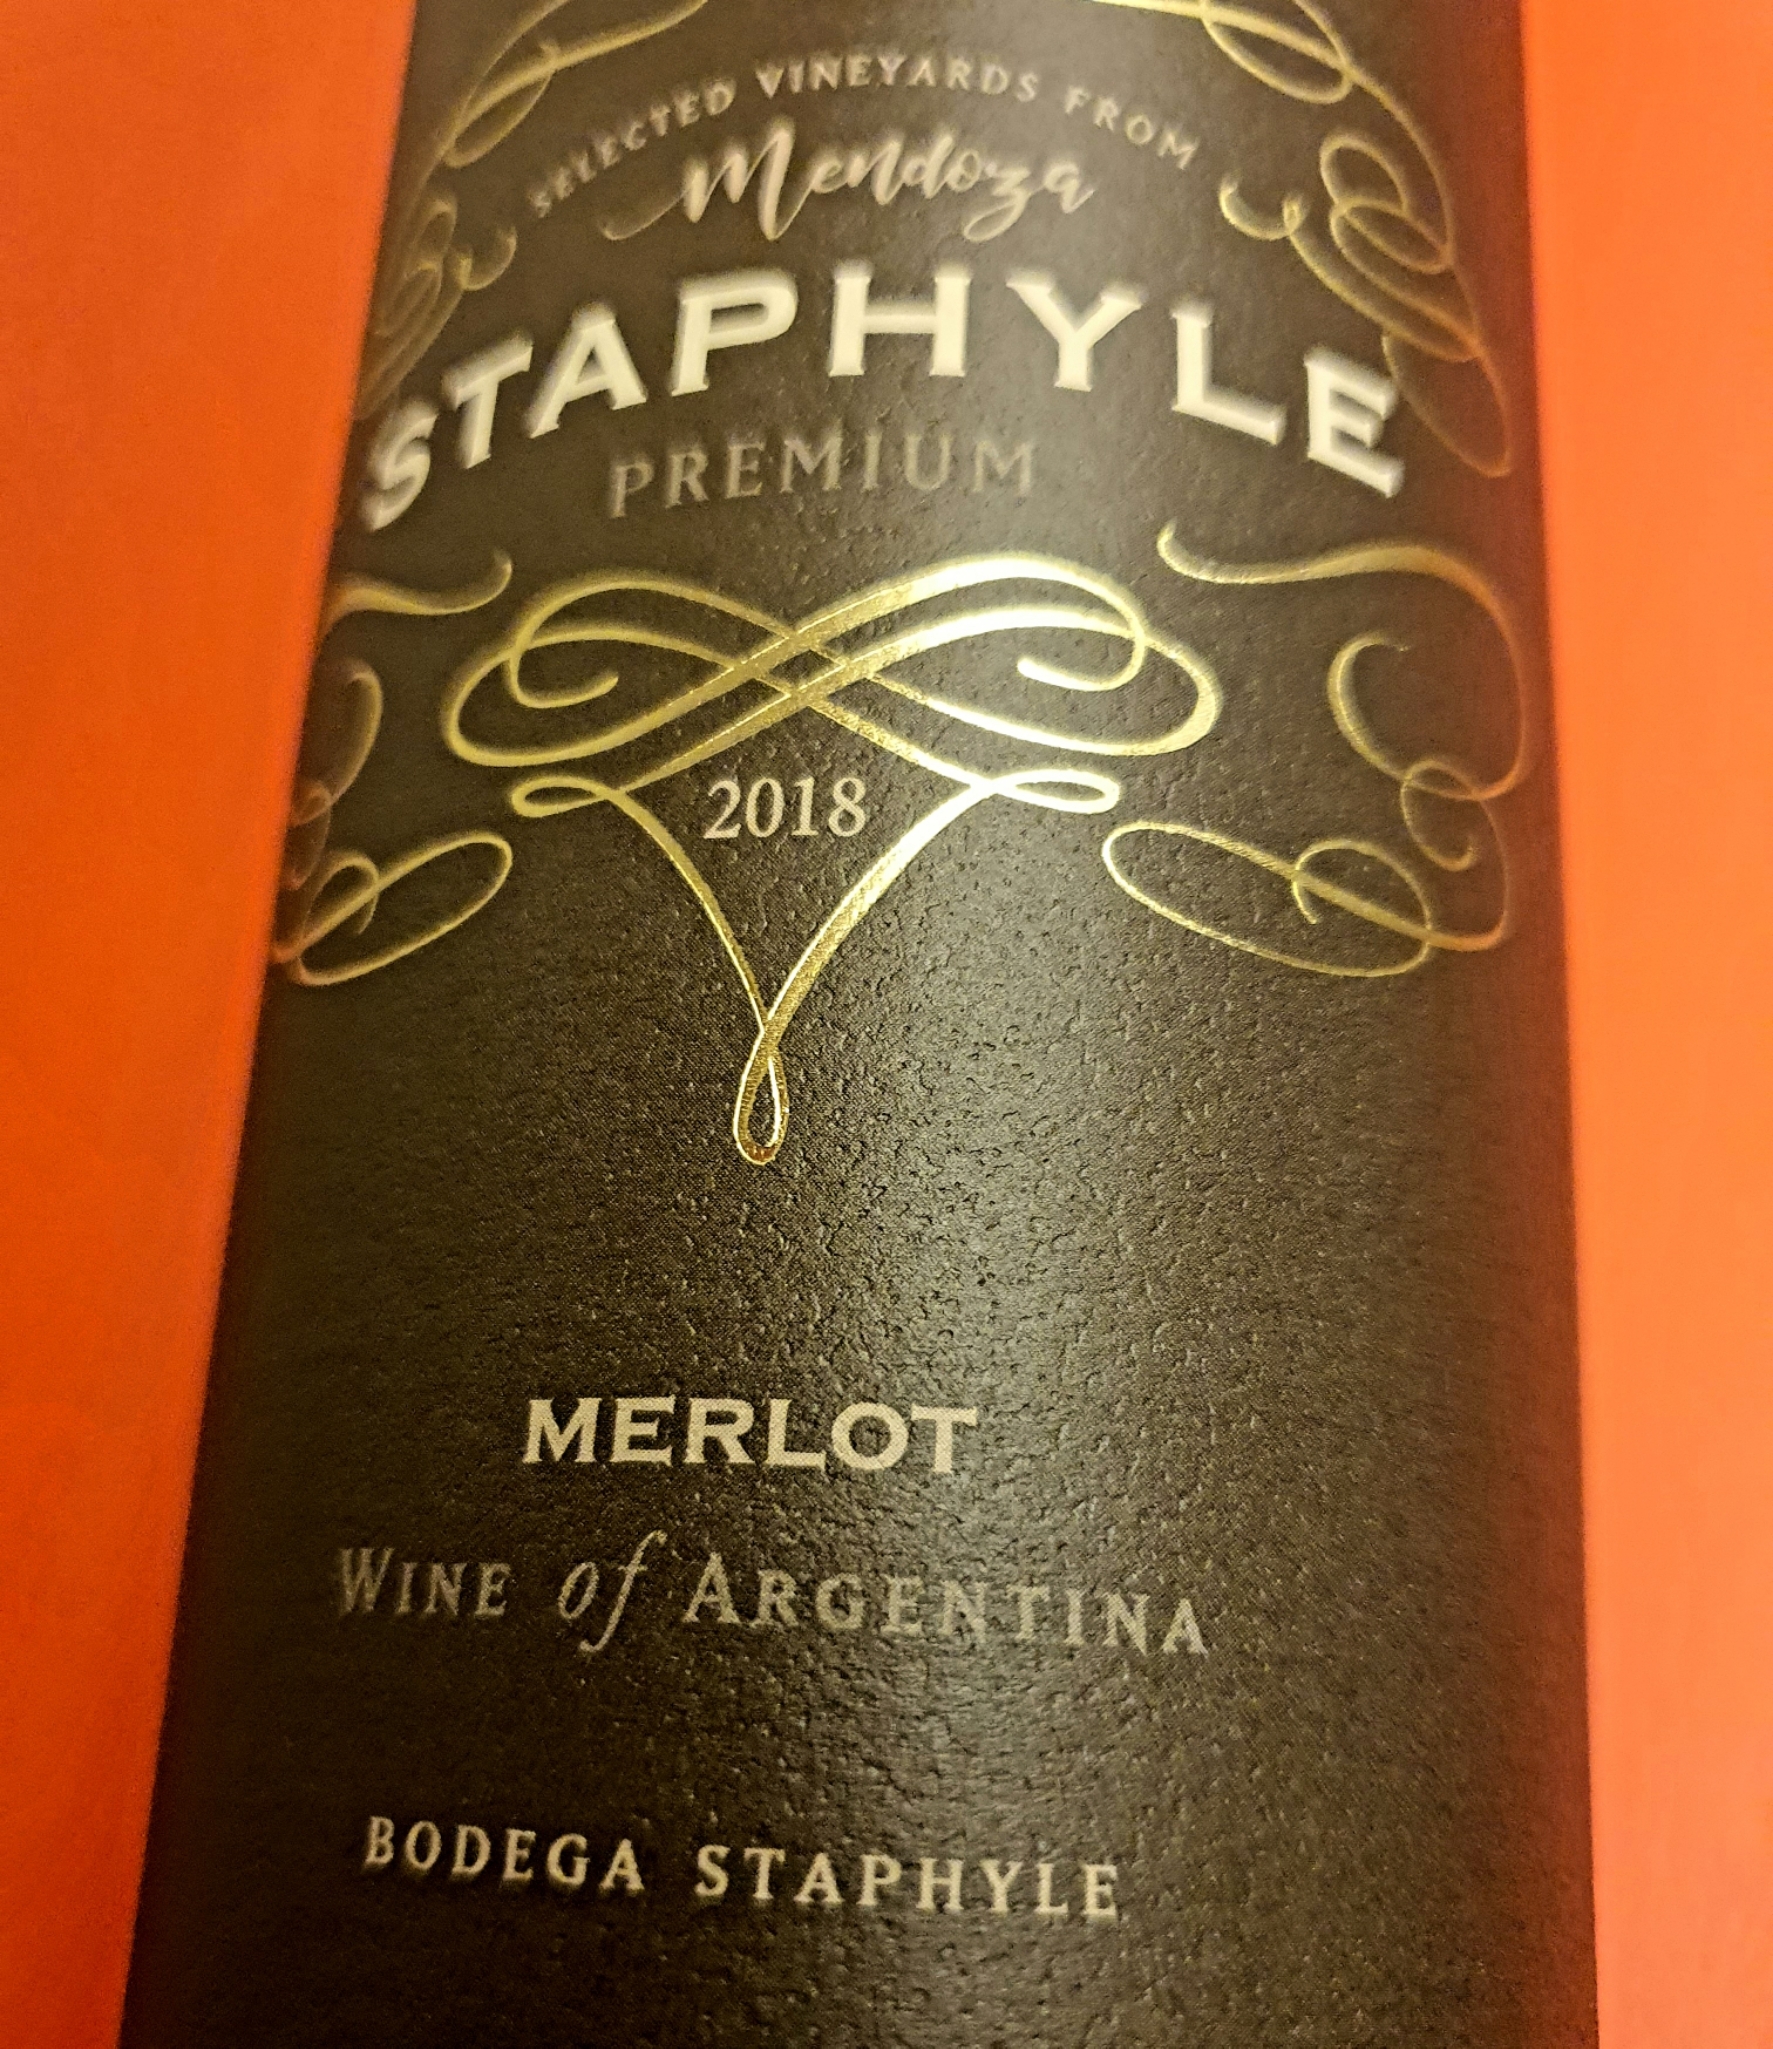 SELECTED VINEYARDS FROM
Mendoza
STAPHYLE
PREMIUM
2018
MERLOT
WINE of ARGENTINA
BODEGA STAPHYLE